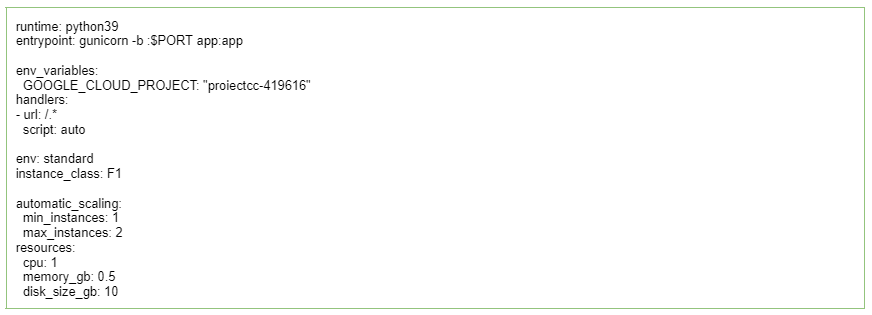 runtime: python39
entrypoint: gunicorn -b :$PORT app:app
env_variables:
GOOGLE_CLOUD_PROJECT: "proiectcc-419616"
handlers:
- url: /.*
script: auto
env: standard
instance_class: F1
automatic_scaling:
min_instances: 1
max_instances: 2
resources:
cpu: 1
memory_gb: 0.5
disk_size_gb: 10